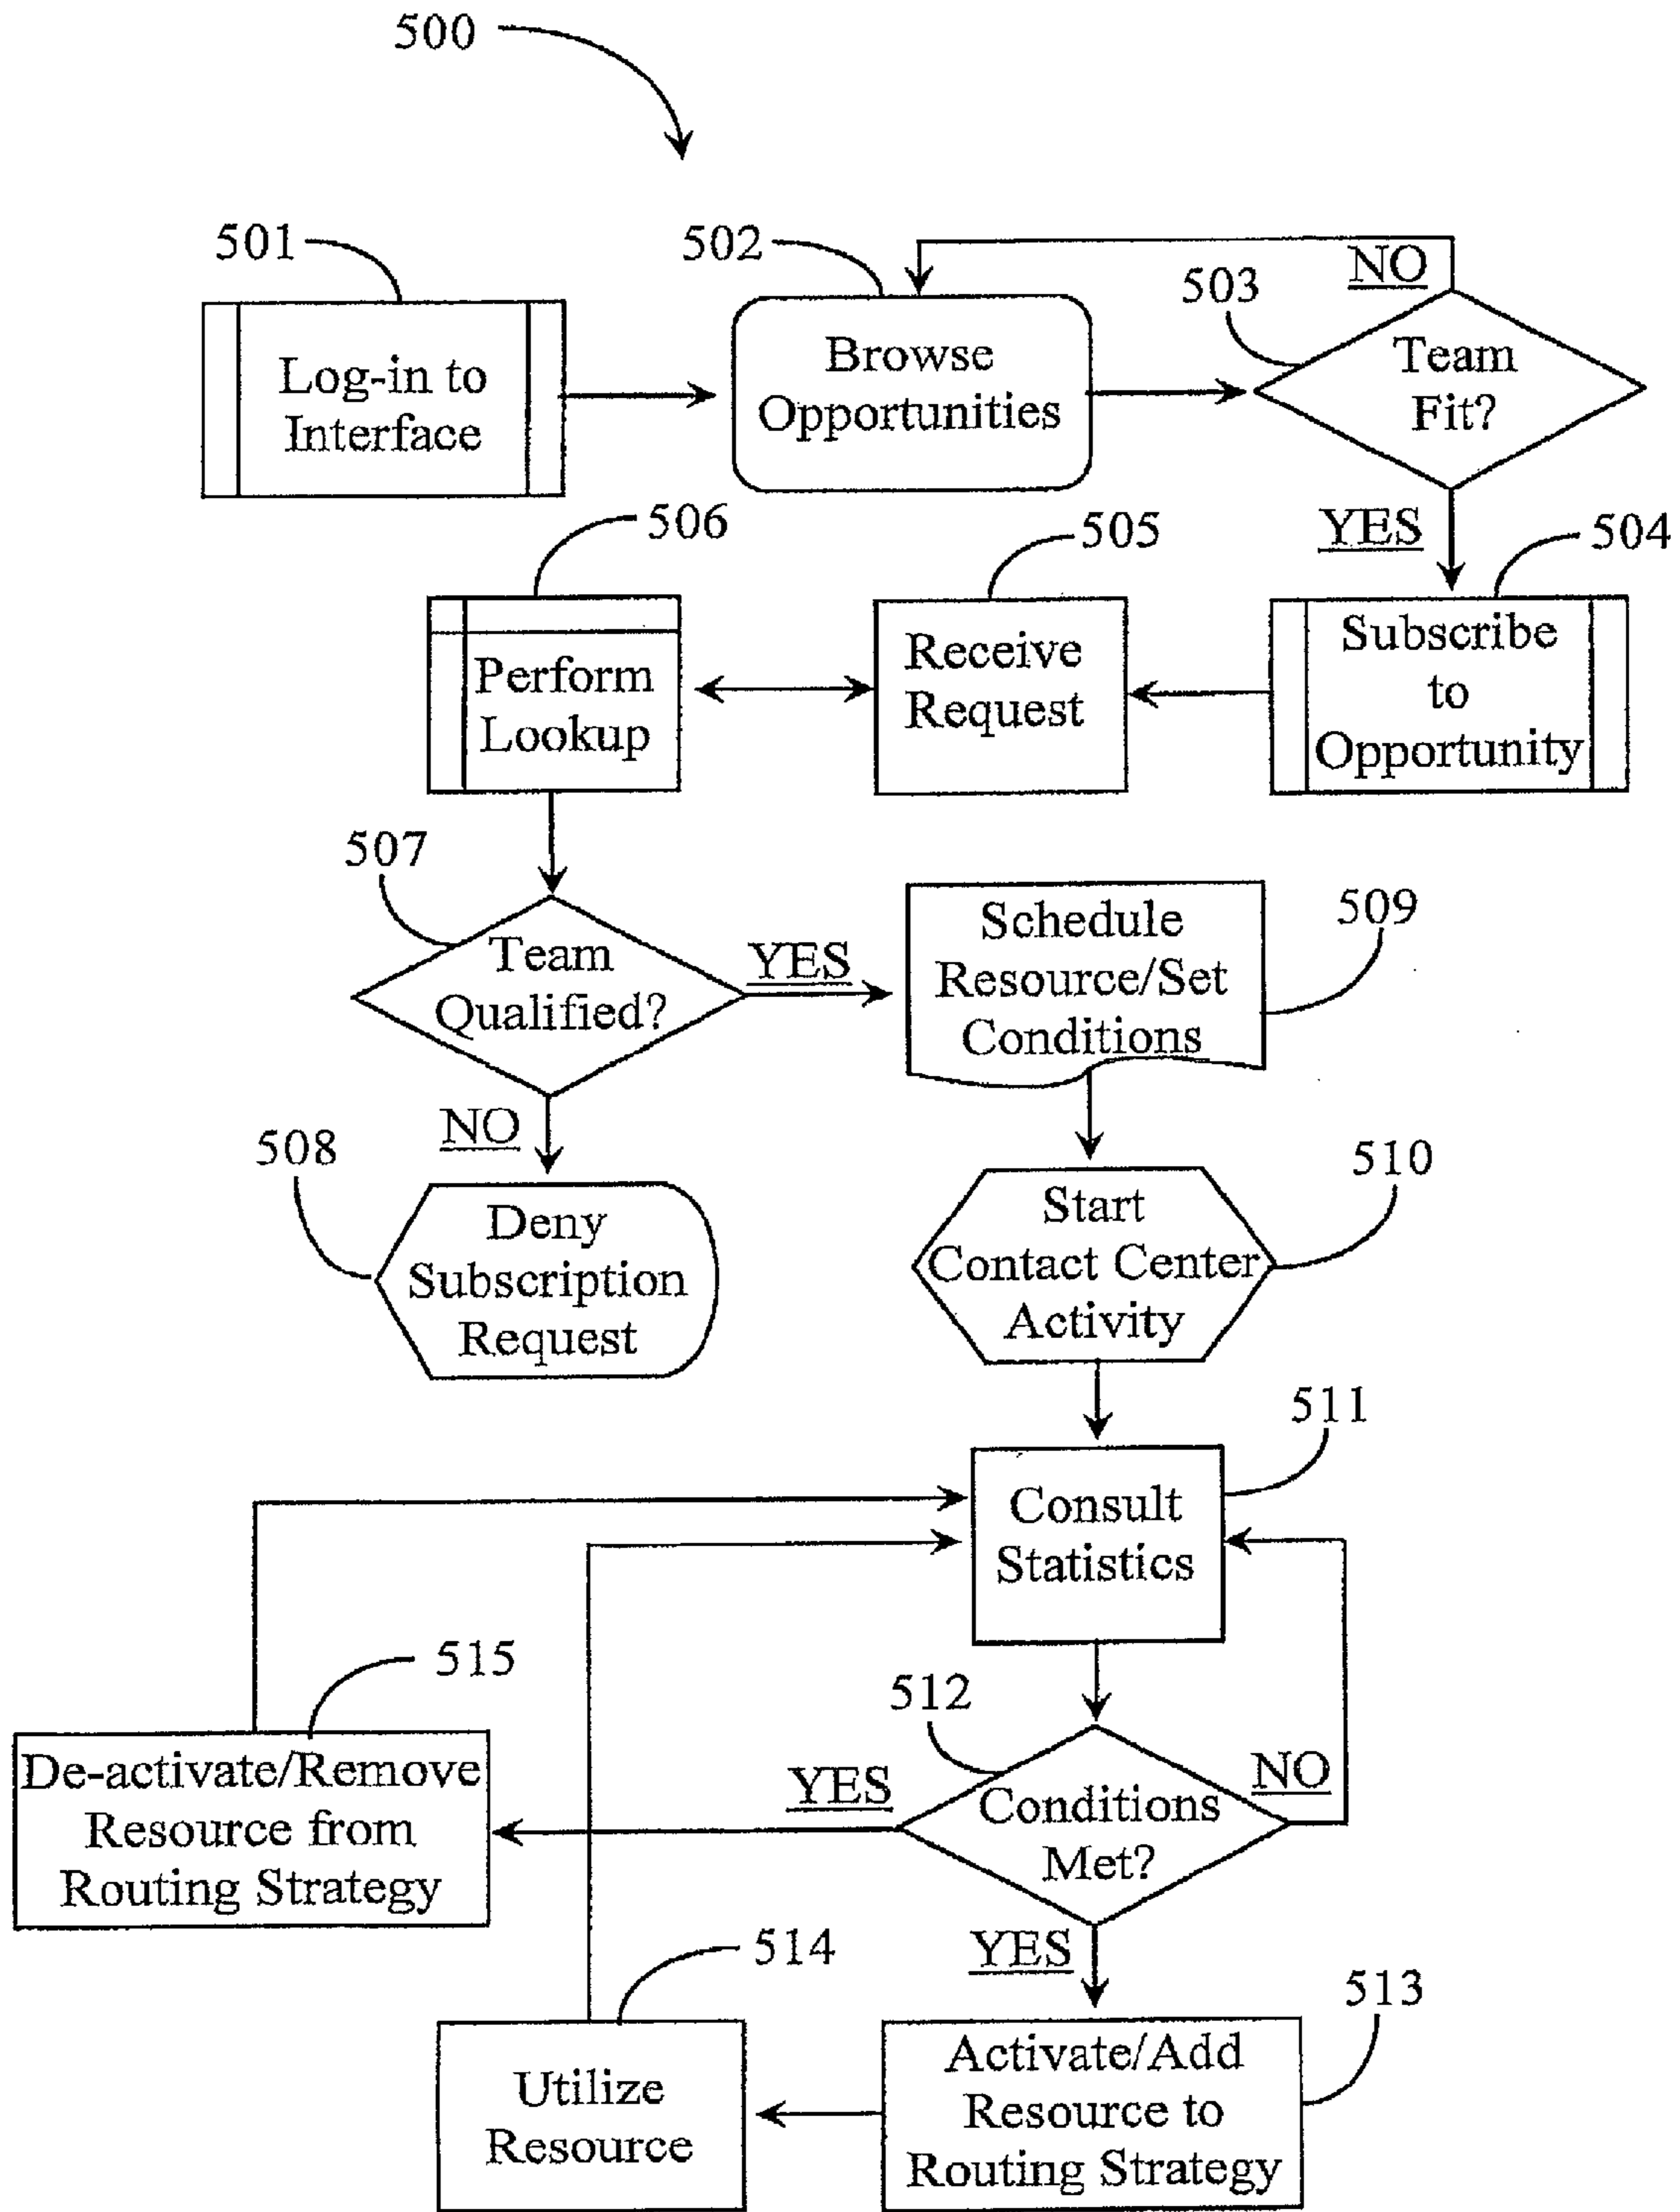 500
501
502
NO
503
Log-in to
Interface
Browse
Opportunities
Team
Fit?
506
505
YES
504
Perform
Lookup
Receive
Request
Subscribe
to
Opportunity
507
Team
Qualified?
YES
Schedule
Resource/Set
Conditions
509
NO
508
Deny
Subscription
Request
Start
Contact Center
Activity
510
511
Consult
Statistics
515
512
De-activate/Remove
Resource from
Routing Strategy
YES
Conditions
Met?
NO
514
YES
513
Utilize
Resource
Activate/Add
Resource to
Routing Strategy